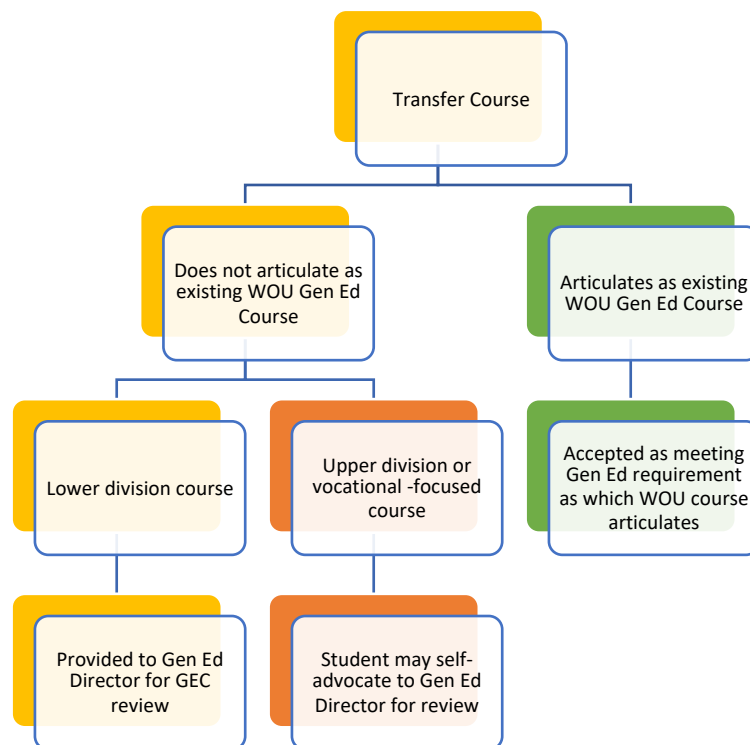 Transfer Course
Does not articulate as
existing WOU Gen Ed
Course
Articulates as existing
WOU Gen Ed Course
Lower division course
Upper division or
vocational -focused
course
Accepted as meeting
Gen Ed requirement
as which WOU course
articulates
Provided to Gen Ed
Director for GEC
review
Student may self-
advocate to Gen Ed
Director for review